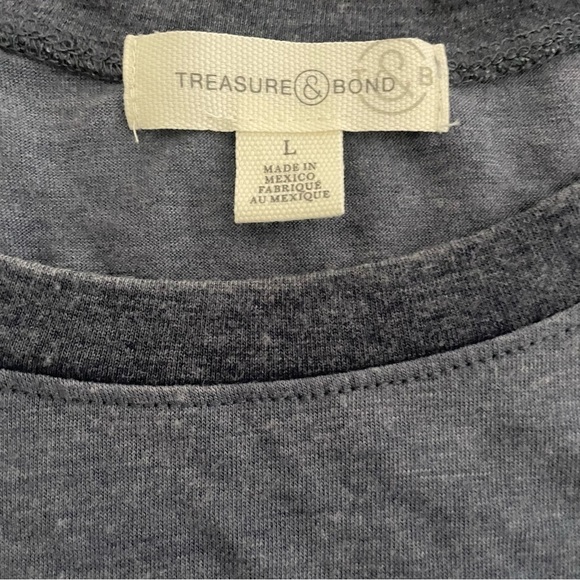 TREASURE & BOND
& B
L
MADE IN
MEXICO
FABRIQUÉ
AU MEXIQUE